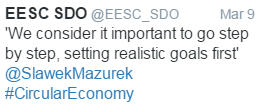 EESC SDO @EESC_SDO Mar 9
'We consider it important to go step
by step, setting realistic goals first'
@SlawekMazurek
#CircularEconomy